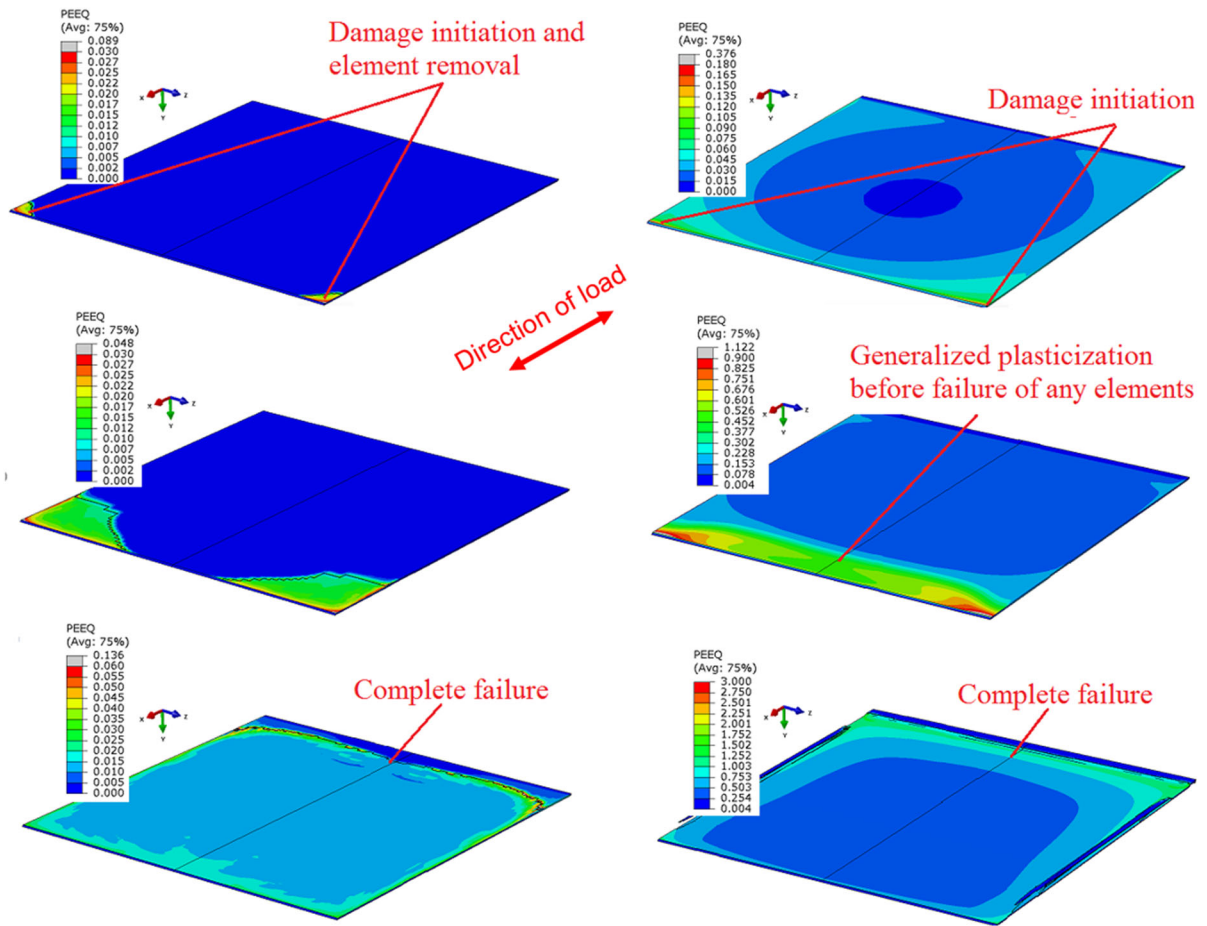 PEEQ
(Avg: 75%)
0.089
0.030
0.027
0.025
0.022
0.020
0.017
0.015
0.012
0.010
0.007
0.005
0.002
0.000
x
Y
z
Damage initiation and
element removal
PEEQ
(Avg: 75%)
0.376
0.180
0.165
0.150
0.135
0.120
0.105
0.090
0.075
0.060
0.045
0.030
0.015
0.000
x
Y
z
Damage initiation
Direction of load
PEEQ
(Avg: 75%)
0.048
0.030
0.027
0.025
0.022
0.020
0.017
0.015
0.012
0.010
0.007
0.005
0.002
0.000
x
Y
z
PEEQ
(Avg: 75%)
1.122
0.900
0.825
0.751
0.676
0.601
0.526
0.452
0.377
0.302
0.228
0.153
0.078
0.004
x
Y
z
Generalized plasticization
before failure of any elements
PEEQ
(Avg: 75%)
0.136
0.060
0.055
0.050
0.045
0.040
0.035
0.030
0.025
0.020
0.015
0.010
0.005
0.000
x
Y
z
Complete failure
PEEQ
(Avg: 75%)
3.000
2.750
2.501
2.251
2.001
1.752
1.502
1.252
1.003
0.753
0.503
0.254
0.004
x
Y
z
Complete failure